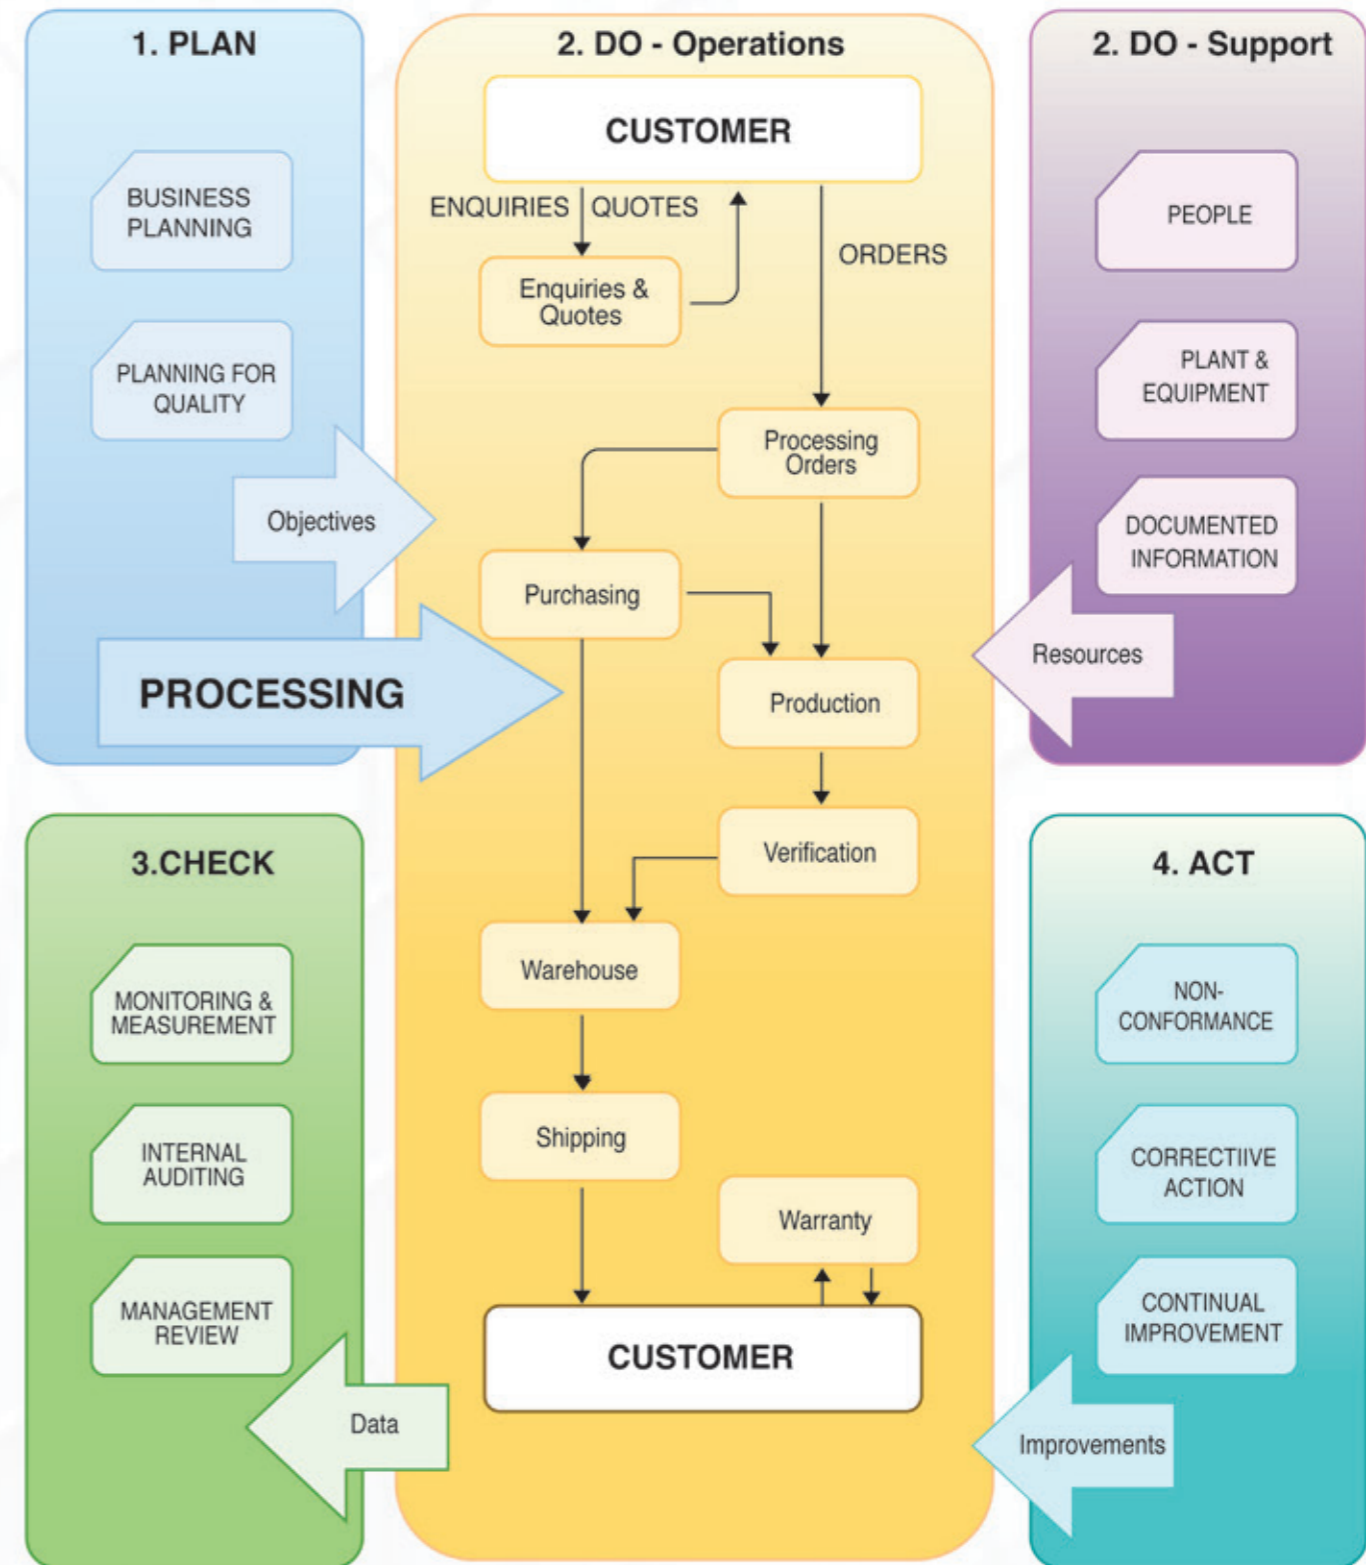 1. PLAN
BUSINESS
PLANNING
PLANNING FOR
QUALITY
Objectives
PROCESSING
2. DO - Operations
CUSTOMER
ENQUIRIES
QUOTES
ORDERS
Enquiries &
Quotes
Processing
Orders
Purchasing
Production
Verification
Warehouse
Shipping
Warranty
CUSTOMER
2. DO - Support
PEOPLE
PLANT &
EQUIPMENT
DOCUMENTED
INFORMATION
Resources
3.CHECK
MONITORING &
MEASUREMENT
INTERNAL
AUDITING
MANAGEMENT
REVIEW
Data
4. ACT
NON-
CONFORMANCE
CORRECTIIVE
ACTION
CONTINUAL
IMPROVEMENT
Improvements